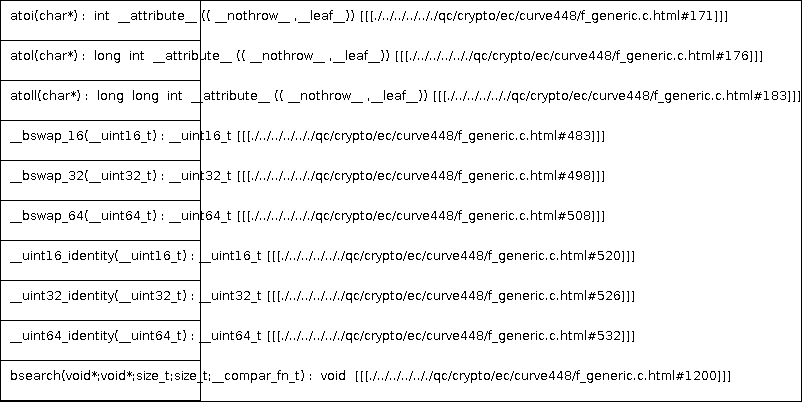 atoi(char*) : int __attribute__ (( __nothrow__ ,__leaf__)) [[[./../../../../../qc/crypto/ec/curve448/f_generic.c.html#171]]]
atol(char*) : long int __attribute__ (( __nothrow__ ,__leaf__)) [[[./../../../../../qc/crypto/ec/curve448/f_generic.c.html#176]]]
atoll(char*) : long long int __attribute__ (( __nothrow__ ,__leaf__)) [[[./../../../../../qc/crypto/ec/curve448/f_generic.c.html#183]]]
__bswap_16(__uint16_t) : __uint16_t [[[./../../../../../qc/crypto/ec/curve448/f_generic.c.html#483]]]
__bswap_32(__uint32_t) : __uint32_t [[[./../../../../../qc/crypto/ec/curve448/f_generic.c.html#498]]]
__bswap_64(__uint64_t) : __uint64_t [[[./../../../../../qc/crypto/ec/curve448/f_generic.c.html#508]]]
__uint16_identity(__uint16_t) : __uint16_t [[[./../../../../../qc/crypto/ec/curve448/f_generic.c.html#520]]]
__uint32_identity(__uint32_t) : __uint32_t [[[./../../../../../qc/crypto/ec/curve448/f_generic.c.html#526]]]
__uint64_identity(__uint64_t) : __uint64_t [[[./../../../../../qc/crypto/ec/curve448/f_generic.c.html#532]]]
bsearch(void*;void*;size_t;size_t;__compar_fn_t) : void [[[./../../../../../qc/crypto/ec/curve448/f_generic.c.html#1200]]]